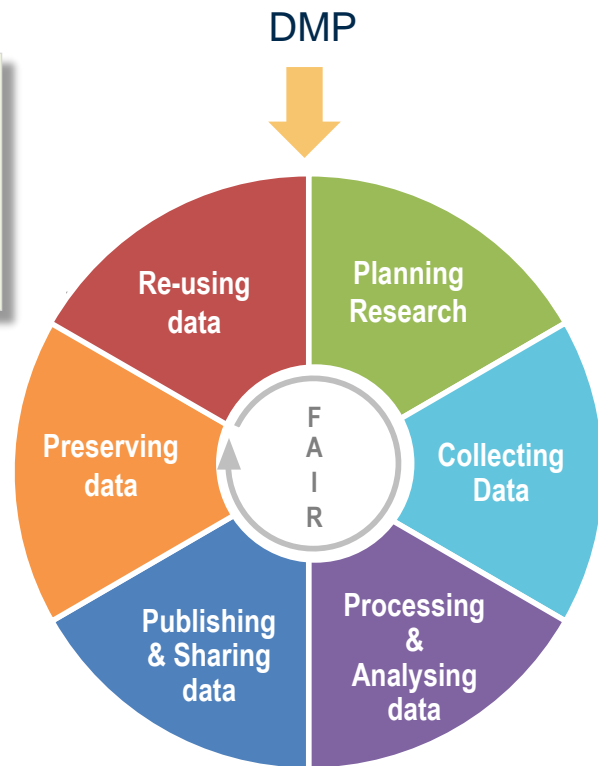 DMP
Re-using
data
Planning
Research
Preserving
data
F
A
I
R
Collecting
Data
Publishing
& Sharing
data
Processing
&
Analysing
data